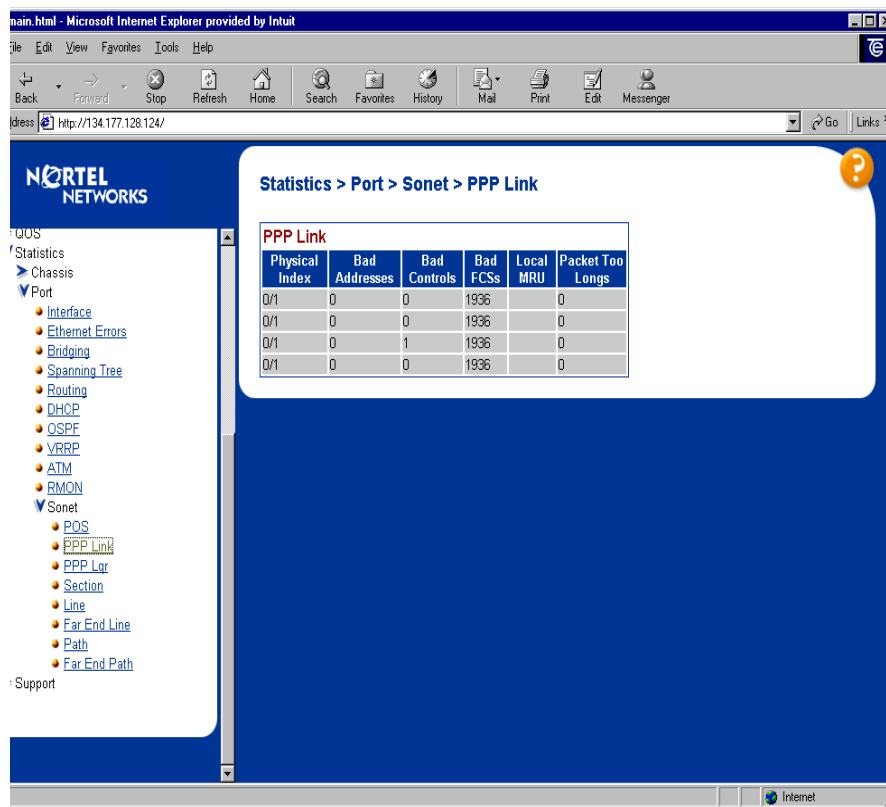 main.html - Microsoft Internet Explorer provided by Intuit
File Edit View Favorites Tools Help
Back Forward Stop Refresh Home Search Favorites History Mail Print Edit Messenger
ddress http://134.177.128.124/ Go Links
NORTEL
NETWORKS
QOS
Statistics
Chassis
Port
Interface
Ethernet Errors
Bridging
Spanning Tree
Routing
DHCP
OSPF
VRRP
ATM
RMON
Sonet
POS
PPP Link
PPP Lqr
Section
Line
Far End Line
Path
Far End Path
Support
Statistics > Port > Sonet > PPP Link
?
PPP Link
Physical Index Bad Addresses Bad Controls Bad FCSs Local MRU Packet Too Longs
0/1 0 0 1936 0
0/1 0 0 1936 0
0/1 0 1 1936 0
0/1 0 0 1936 0
Internet